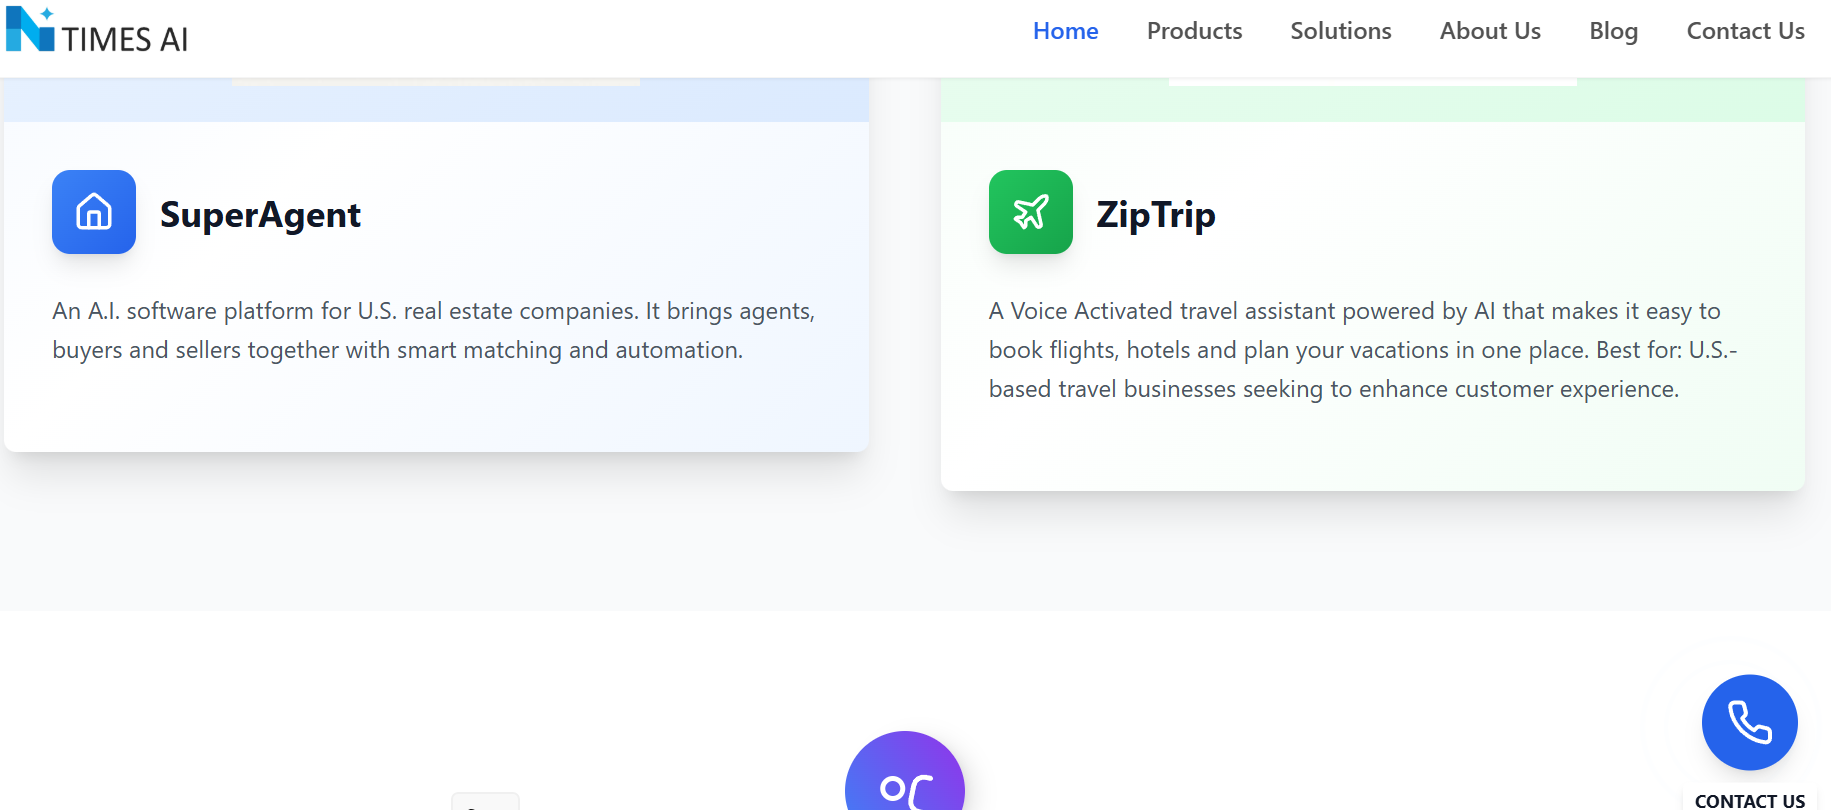 TIMES AI
Home Products Solutions About Us Blog Contact Us
SuperAgent
An A.I. software platform for U.S. real estate companies. It brings agents,
buyers and sellers together with smart matching and automation.
ZipTrip
A Voice Activated travel assistant powered by AI that makes it easy to
book flights, hotels and plan your vacations in one place. Best for: U.S.-
based travel businesses seeking to enhance customer experience.
CONTACT US